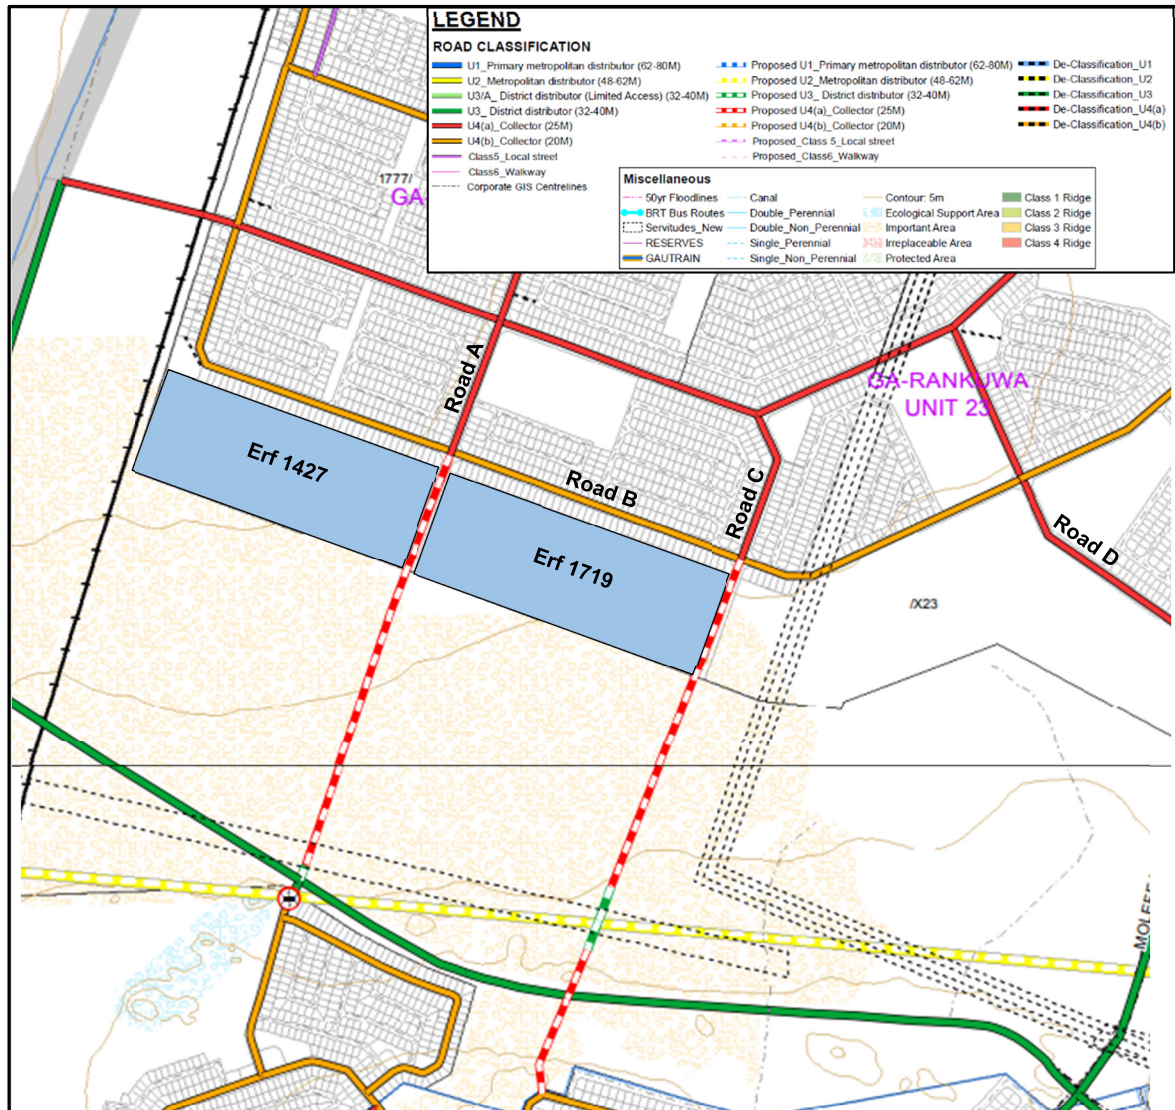 LEGEND
ROAD CLASSIFICATION
U1_Primary metropolitan distributor (62-80M)
U2_Metropolitan distributor (48-62M)
U3/A_ District distributor (Limited Access) (32-40M)
U3_ District distributor (32-40M)
U4(a)_Collector (25M)
U4(b)_Collector (20M)
Class5_Local street
Class6_Walkway
Corporate GIS Centrelines
Proposed U1_Primary metropolitan distributor (62-80M)
Proposed U2_Metropolitan distributor (48-62M)
Proposed U3_ District distributor (32-40M)
Proposed U4(a)_Collector (25M)
Proposed U4(b)_Collector (20M)
Proposed_Class 5_Local street
Proposed_Class6_Walkway
De-Classification_U1
De-Classification_U2
De-Classification_U3
De-Classification_U4(a)
De-Classification_U4(b)
Miscellaneous
50yr Floodlines
BRT Bus Routes
Servitudes_New
RESERVES
GAUTRAIN
Canal
Double_Perennial
Double_Non_Perennial
Single_Perennial
Single_Non_Perennial
Contour: 5m
Ecological Support Area
Important Area
Irreplaceable Area
Protected Area
Class 1 Ridge
Class 2 Ridge
Class 3 Ridge
Class 4 Ridge
1777/
GA-
Road A
GA-RANKUWA
UNIT 23
Erf 1427
Road B
Road C
Road D
Erf 1719
/X23